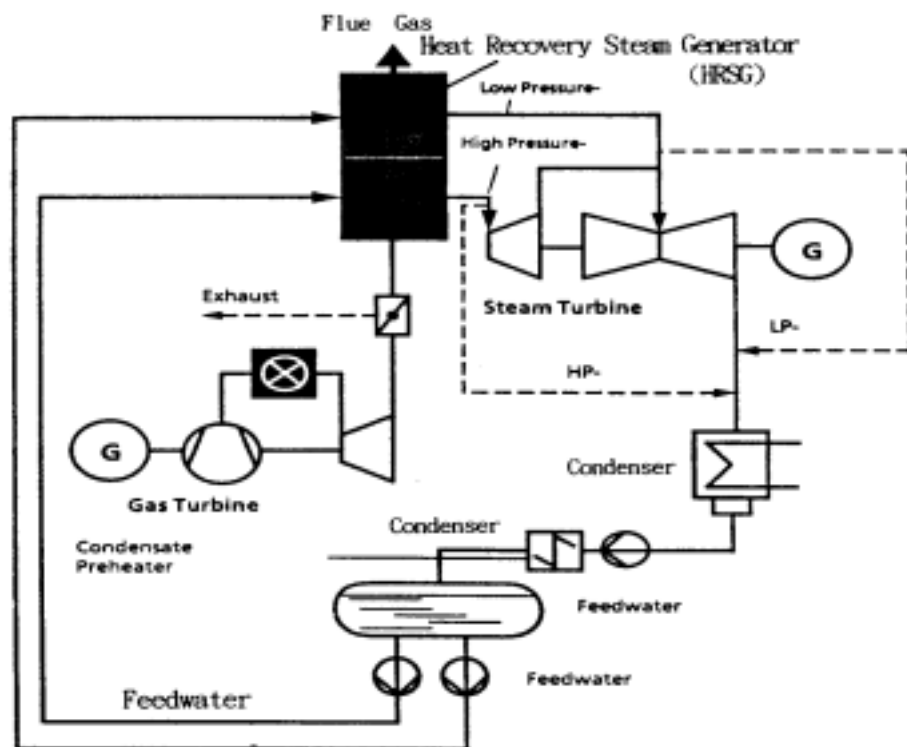 Flue Gas
Heat Recovery Steam Generator
(HRSG)
Low Pressure-
High Pressure-
G
Exhaust
Steam Turbine
LP-
HP-
G
Gas Turbine
Condenser
Condenser
Condensate
Preheater
Feedwater
Feedwater
Feedwater